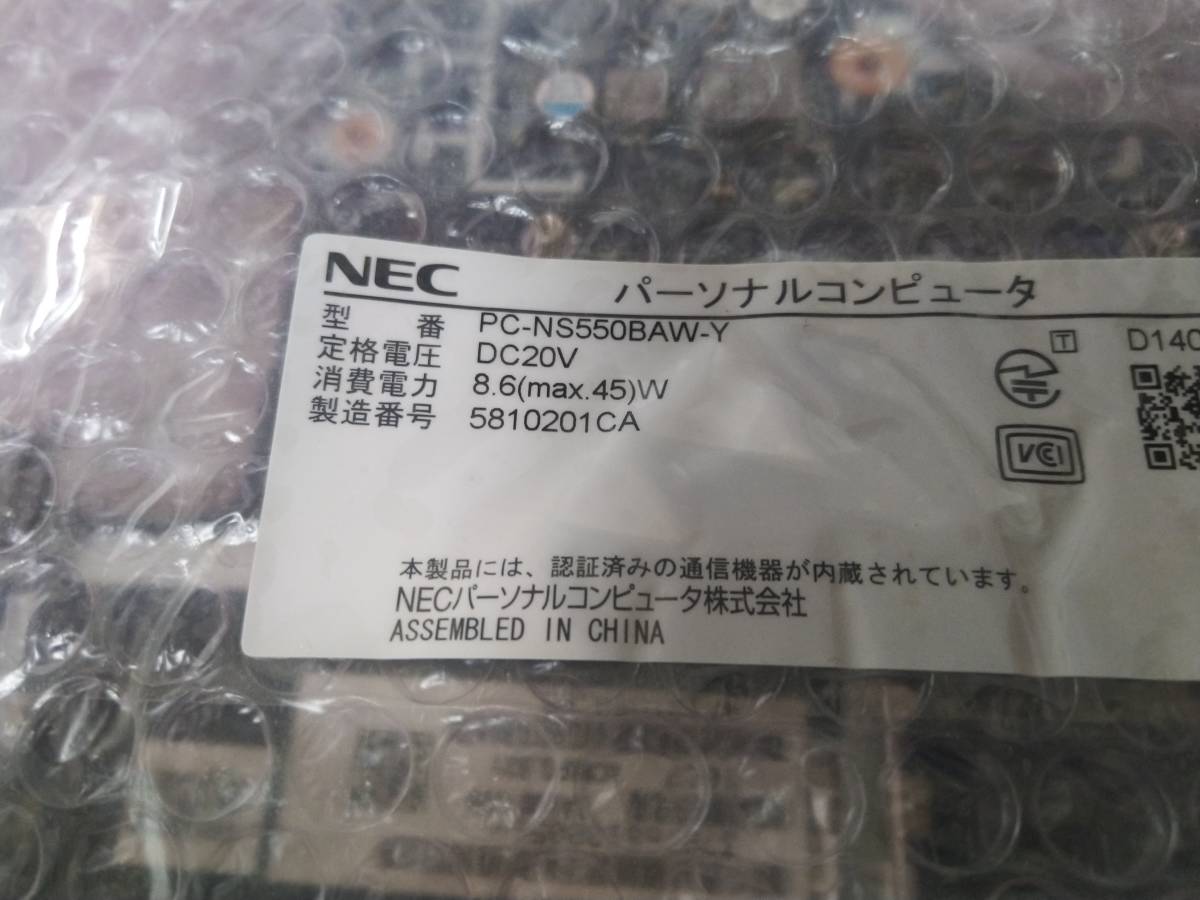 NEC パーソナルコンピュータ
型番 PC-NS550BAW-Y
定格電圧 DC20V
消費電力 8.6(max.45)W
製造番号 5810201CA
T D140
VCI
本製品には、認証済みの通信機器が内蔵されています。
NECパーソナルコンピュータ株式会社
ASSEMBLED IN CHINA